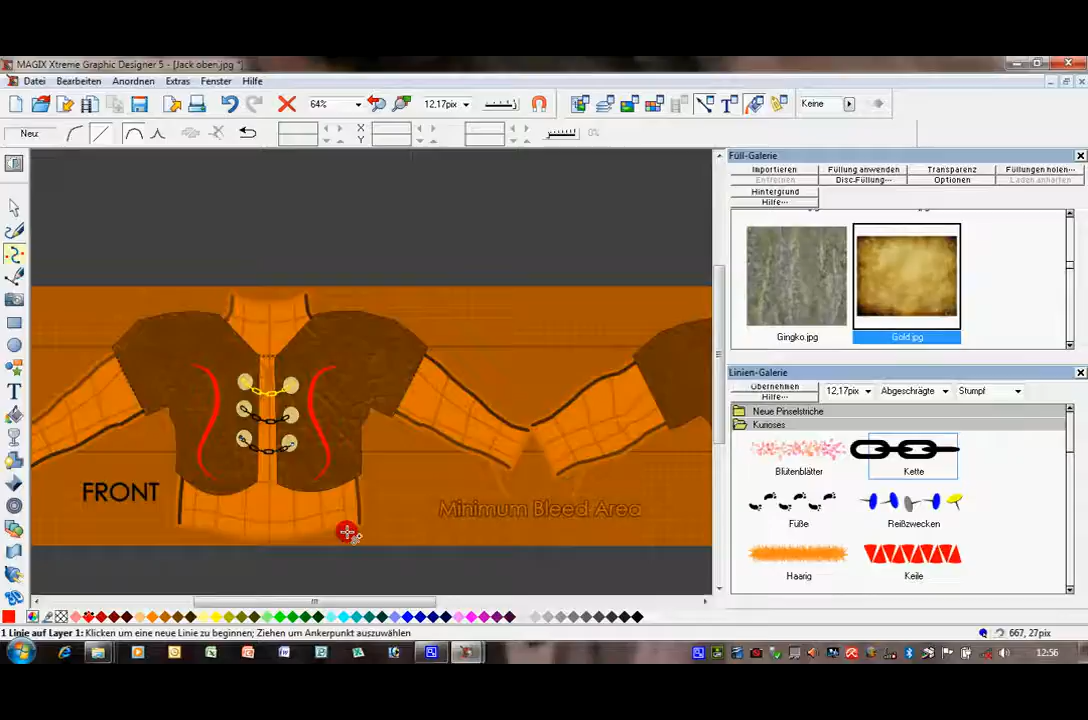 MAGIX Xtreme Graphic Designer 5 - [Jack oben.jpg *]
Datei Bearbeiten Anordnen Extras Fenster Hilfe
64% 12,17pix Keine
Neu: X Y 0%
Füll-Galerie
Importieren Füllung anwenden Transparenz Füllungen holen...
Entfernen Disc-Füllung... Optionen Laden anhalten
Hintergrund
Hilfe...
Gingko.jpg Gold.jpg
Linien-Galerie
Übernehmen 12,17pix Abgeschrägte Stumpf
Hilfe...
Neue Pinselstriche
Kurioses
Blütenblätter Kette
Füße Reißzwecken
Haarig Keile
FRONT
Minimum Bleed Area
1 Linie auf Layer 1: Klicken um eine neue Linie zu beginnen; Ziehen um Ankerpunkt auszuwählen
667, 27pix
12:56